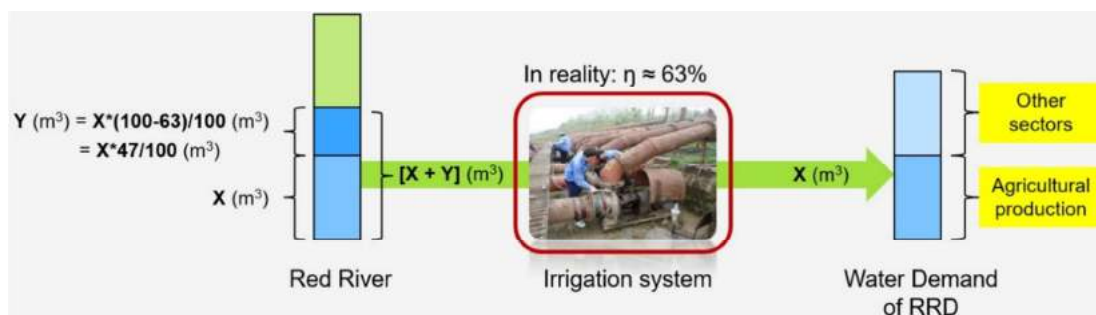 In reality: ŋ ≈ 63%
Y (m³) = X*(100-63)/100 (m³)
= X*47/100 (m³)
X (m³)
[X + Y] (m³)
X (m³)
Other
sectors
Agricultural
production
Red River
Irrigation system
Water Demand
of RRD